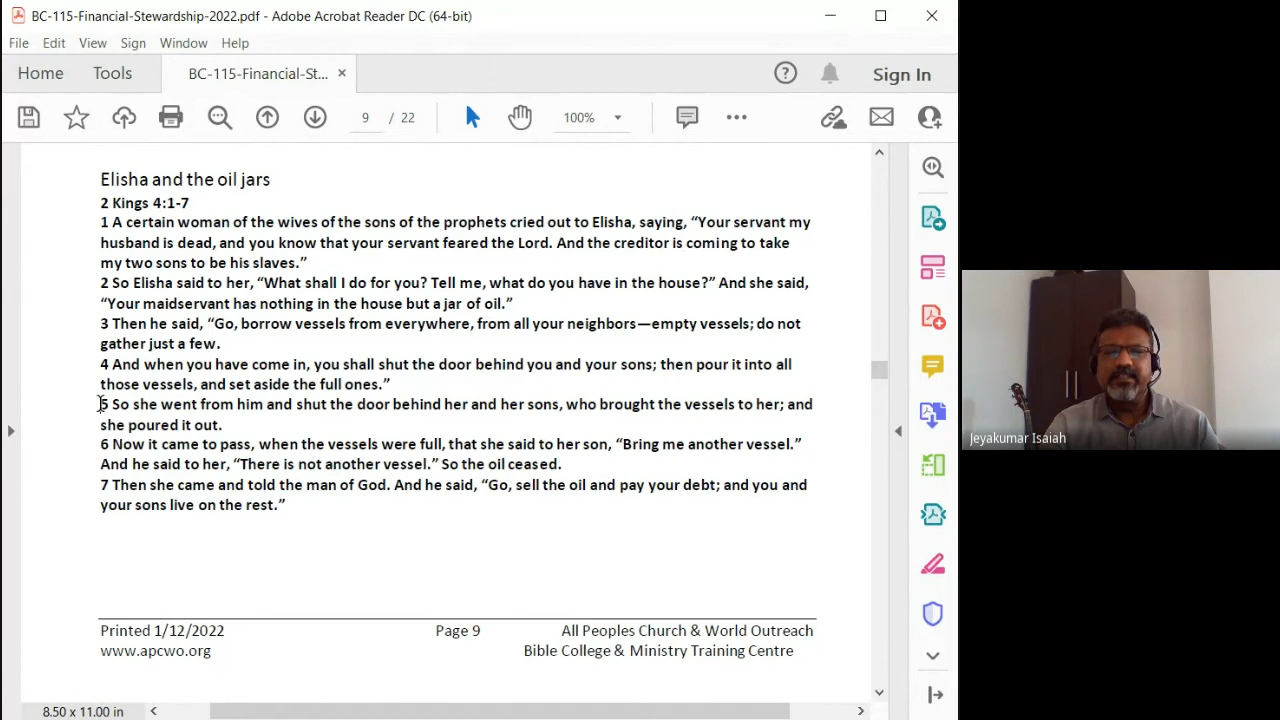 BC-115-Financial-Stewardship-2022.pdf - Adobe Acrobat Reader DC (64-bit)
File Edit View Sign Window Help
Home Tools BC-115-Financial-St... × Sign In
9 / 22 100%
Elisha and the oil jars
2 Kings 4:1-7
1 A certain woman of the wives of the sons of the prophets cried out to Elisha, saying, “Your servant my
husband is dead, and you know that your servant feared the Lord. And the creditor is coming to take
my two sons to be his slaves.”
2 So Elisha said to her, “What shall I do for you? Tell me, what do you have in the house?” And she said,
“Your maidservant has nothing in the house but a jar of oil.”
3 Then he said, “Go, borrow vessels from everywhere, from all your neighbors—empty vessels; do not
gather just a few.
4 And when you have come in, you shall shut the door behind you and your sons; then pour it into all
those vessels, and set aside the full ones.”
5 So she went from him and shut the door behind her and her sons, who brought the vessels to her; and
she poured it out.
6 Now it came to pass, when the vessels were full, that she said to her son, “Bring me another vessel.”
And he said to her, “There is not another vessel.” So the oil ceased.
7 Then she came and told the man of God. And he said, “Go, sell the oil and pay your debt; and you and
your sons live on the rest.”
Printed 1/12/2022 Page 9 All Peoples Church & World Outreach
www.apcwo.org Bible College & Ministry Training Centre
8.50 x 11.00 in
Jeyakumar Isaiah